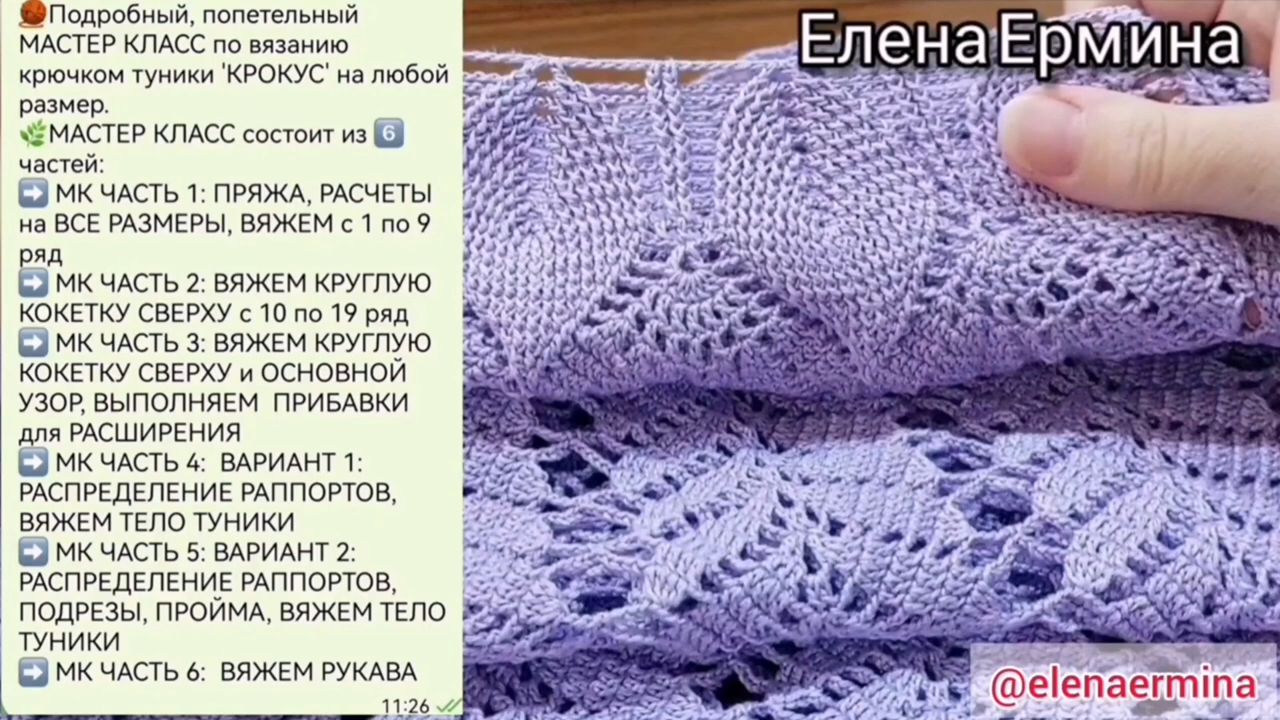 🧶Подробный, попетельный
МАСТЕР КЛАСС по вязанию
крючком туники 'КРОКУС' на любой
размер.
🌿МАСТЕР КЛАСС состоит из 6️⃣
частей:
➡️ МК ЧАСТЬ 1: ПРЯЖА, РАСЧЕТЫ
на ВСЕ РАЗМЕРЫ, ВЯЖЕМ с 1 по 9
ряд
➡️ МК ЧАСТЬ 2: ВЯЖЕМ КРУГЛУЮ
КОКЕТКУ СВЕРХУ с 10 по 19 ряд
➡️ МК ЧАСТЬ 3: ВЯЖЕМ КРУГЛУЮ
КОКЕТКУ СВЕРХУ и ОСНОВНОЙ
УЗОР, ВЫПОЛНЯЕМ ПРИБАВКИ
для РАСШИРЕНИЯ
➡️ МК ЧАСТЬ 4: ВАРИАНТ 1:
РАСПРЕДЕЛЕНИЕ РАППОРТОВ,
ВЯЖЕМ ТЕЛО ТУНИКИ
➡️ МК ЧАСТЬ 5: ВАРИАНТ 2:
РАСПРЕДЕЛЕНИЕ РАППОРТОВ,
ПОДРЕЗЫ, ПРОЙМА, ВЯЖЕМ ТЕЛО
ТУНИКИ
➡️ МК ЧАСТЬ 6: ВЯЖЕМ РУКАВА
11:26
Елена Ермина
@elenaermina